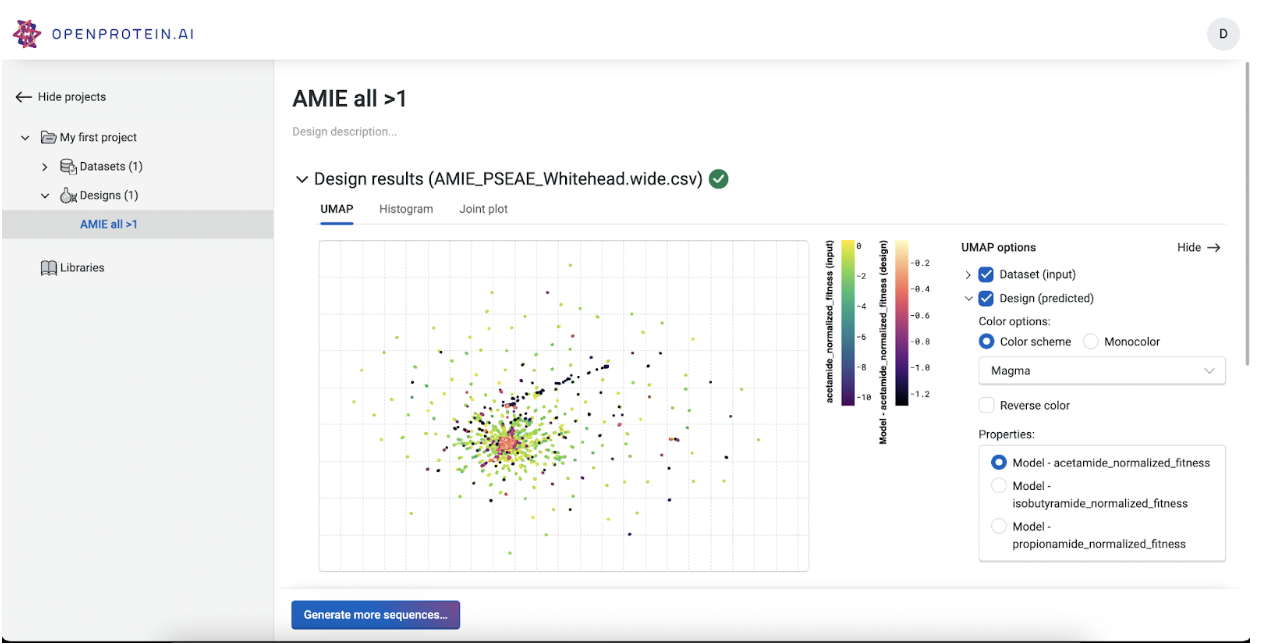 OPENPROTEIN.AI
D
Hide projects
My first project
Datasets (1)
Designs (1)
AMIE all >1
Libraries
AMIE all >1
Design description...
Design results (AMIE_PSEAE_Whitehead.wide.csv)
UMAP Histogram Joint plot
acetamide_normalized_fitness (input)
0
-2
-4
-6
-8
-10
Model - acetamide_normalized_fitness (design)
-0.2
-0.4
-0.6
-0.8
-1.0
-1.2
UMAP options
Hide
Dataset (input)
Design (predicted)
Color options:
Color scheme Monocolor
Magma
Reverse color
Properties:
Model - acetamide_normalized_fitness
Model -
isobutyramide_normalized_fitness
Model -
propionamide_normalized_fitness
Generate more sequences...